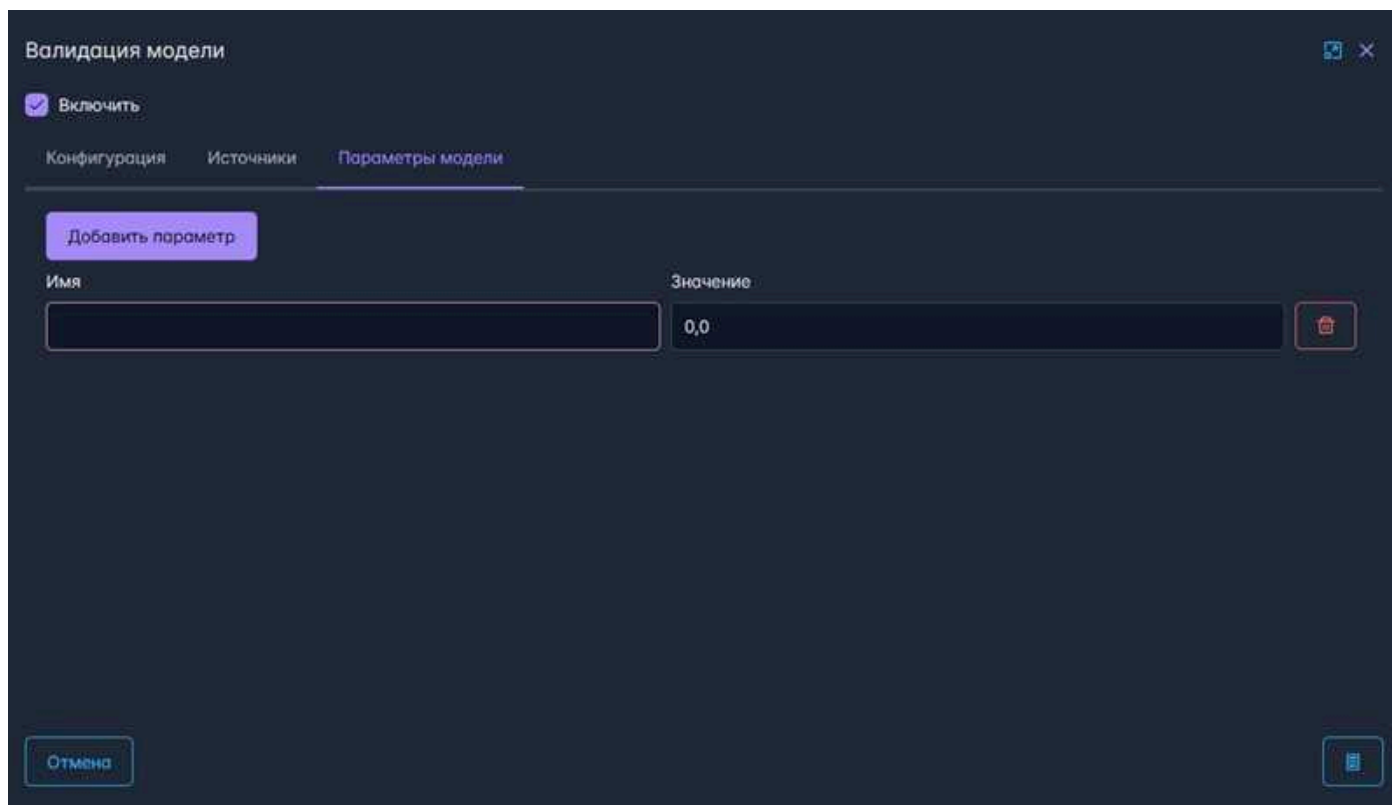 Валидация модели
Включить
Конфигурация Источники Параметры модели
Добавить параметр
Имя Значение
0,0
Отмена